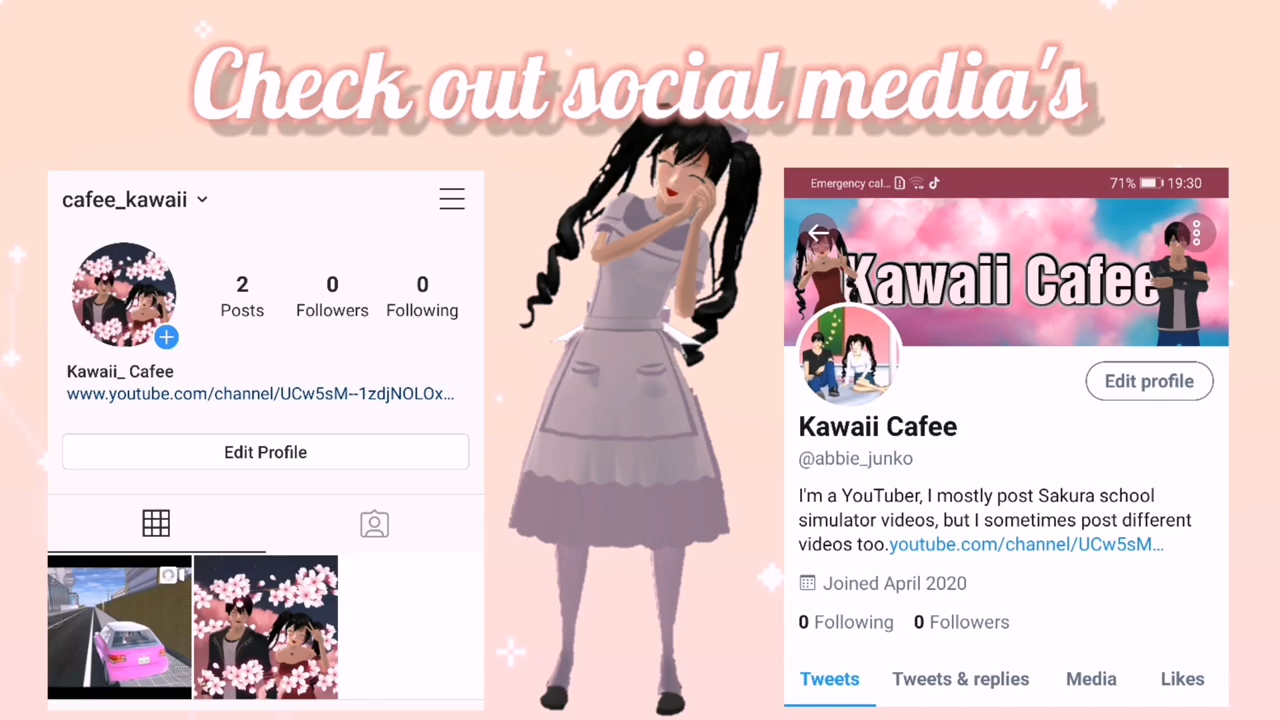 Check out social media's
cafee_kawaii
2
Posts
0
Followers
0
Following
Kawaii_ Cafee
www.youtube.com/channel/UCw5sM--1zdjNOLOx...
Edit Profile
Emergency cal...
71%
19:30
Kawaii Cafee
Edit profile
Kawaii Cafee
@abbie_junko
I'm a YouTuber, I mostly post Sakura school
simulator videos, but I sometimes post different
videos too.youtube.com/channel/UCw5sM...
Joined April 2020
0 Following 0 Followers
Tweets
Tweets & replies
Media
Likes